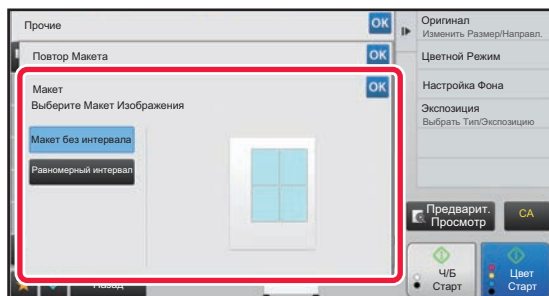 Прочие
OK
Повтор Макета
OK
Макет
OK
Выберите Макет Изображения
Макет без интервала
Равномерный интервал
Назад
Оригинал
Изменить Размер/Направл.
Цветной Режим
Настройка Фона
Экспозиция
Выбрать Тип/Экспозицию
Предварит.
Просмотр
CA
Ч/Б
Старт
Цвет
Старт